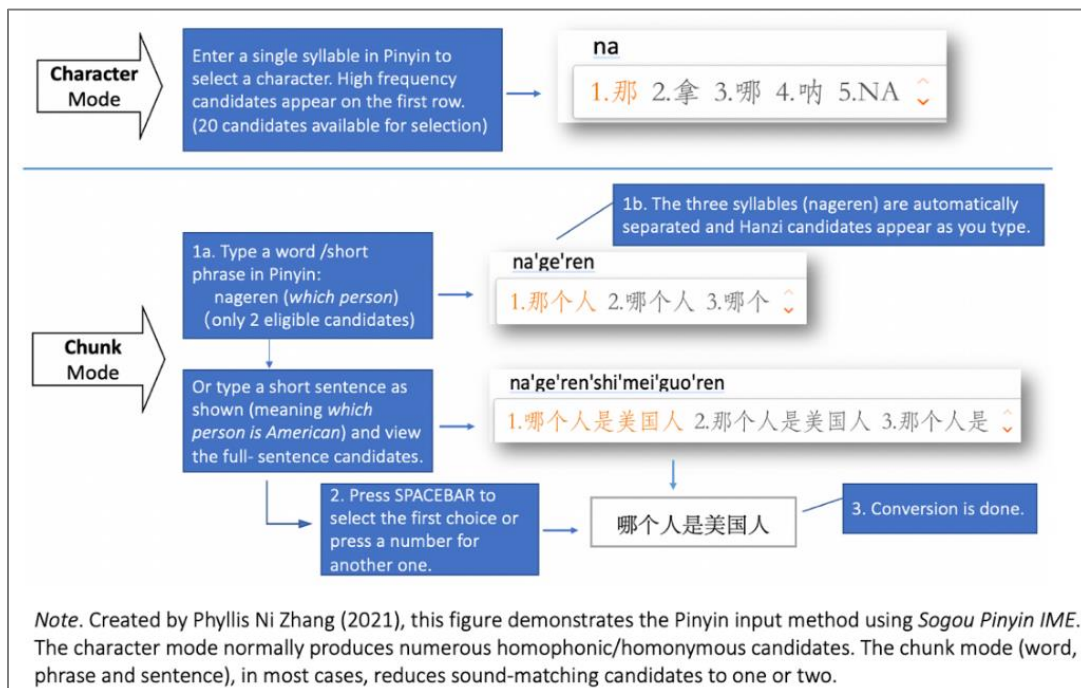 Character
Mode
Enter a single syllable in Pinyin to
select a character. High frequency
candidates appear on the first row.
(20 candidates available for selection)
na
1.那 2.拿 3.哪 4.呐 5.NA
Chunk
Mode
1a. Type a word /short
phrase in Pinyin:
nageren (which person)
(only 2 eligible candidates)
1b. The three syllables (nageren) are automatically
separated and Hanzi candidates appear as you type.
na'ge'ren
1.那个人 2.哪个人 3.哪个
Or type a short sentence as
shown (meaning which
person is American) and view
the full- sentence candidates.
na'ge'ren'shi'mei'guo'ren
1.哪个人是美国人 2.那个人是美国人 3.那个人是
2. Press SPACEBAR to
select the first choice or
press a number for
another one.
哪个人是美国人
3. Conversion is done.
Note. Created by Phyllis Ni Zhang (2021), this figure demonstrates the Pinyin input method using Sogou Pinyin IME.
The character mode normally produces numerous homophonic/homonymous candidates. The chunk mode (word,
phrase and sentence), in most cases, reduces sound-matching candidates to one or two.